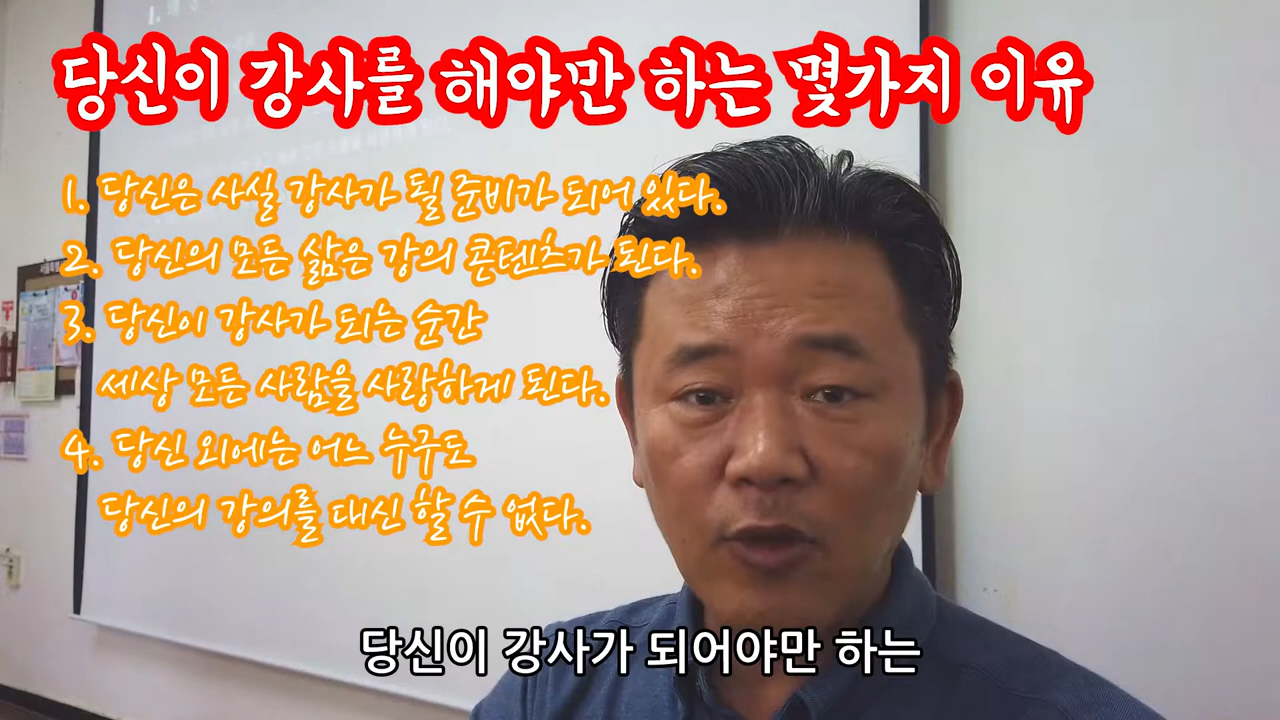 당신이 강사를 해야만 하는 몇가지 이유
1. 당신은 사실 강사가 될 준비가 되어 있다.
2. 당신의 모든 삶은 강의 콘텐츠가 된다.
3. 당신이 강사가 되는 순간
세상 모든 사람을 사랑하게 된다.
4. 당신 외에는 어느 누구도
당신의 강의를 대신 할 수 없다.
당신이 강사가 되어야만 하는